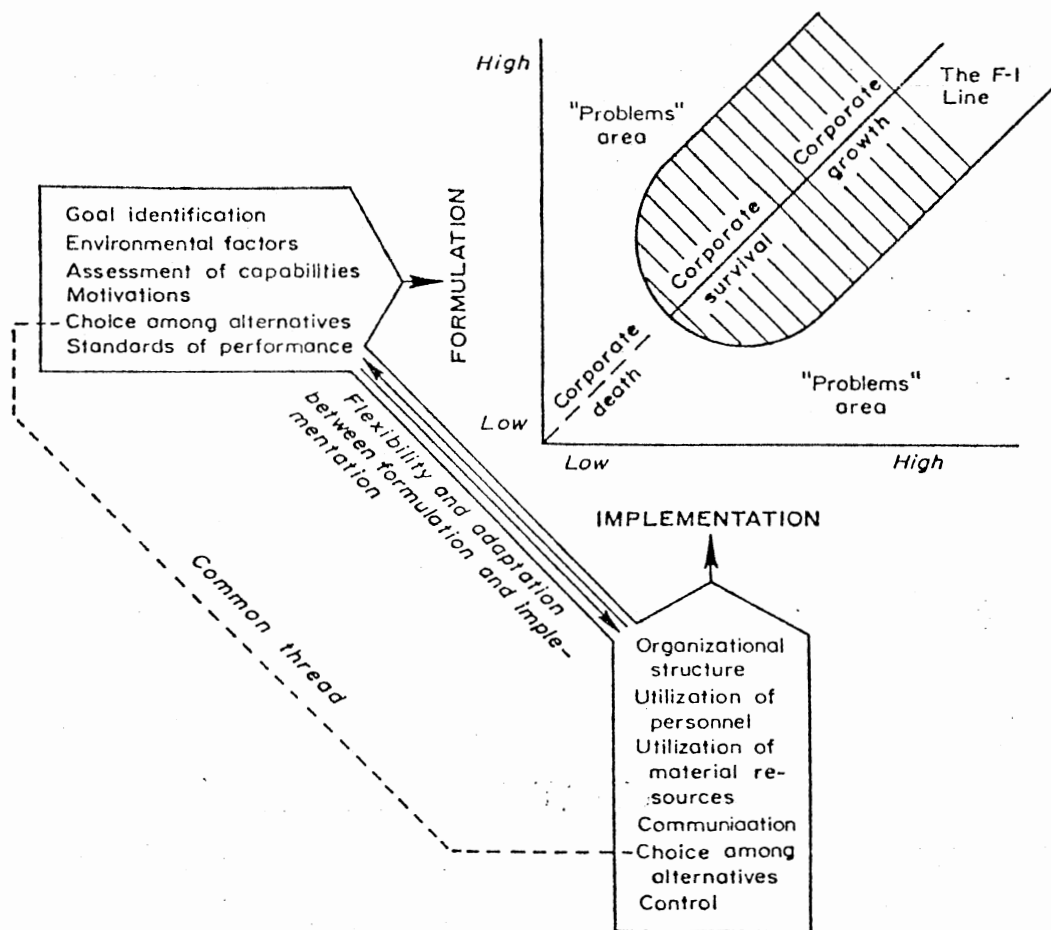 High
"Problems"
area
The F-I
Line
Corporate
growth
Corporate
survival
Corporate
death
"Problems"
area
Low
Low
High
FORMULATION
IMPLEMENTATION
Goal identification
Environmental factors
Assessment of capabilities
Motivations
Choice among alternatives
Standards of performance
Flexibility and adaptation
between formulation and imple-
mentation
Common thread
Organizational
structure
Utilization of
personnel
Utilization of
material re-
sources
Communiaation
Choice among
alternatives
Control